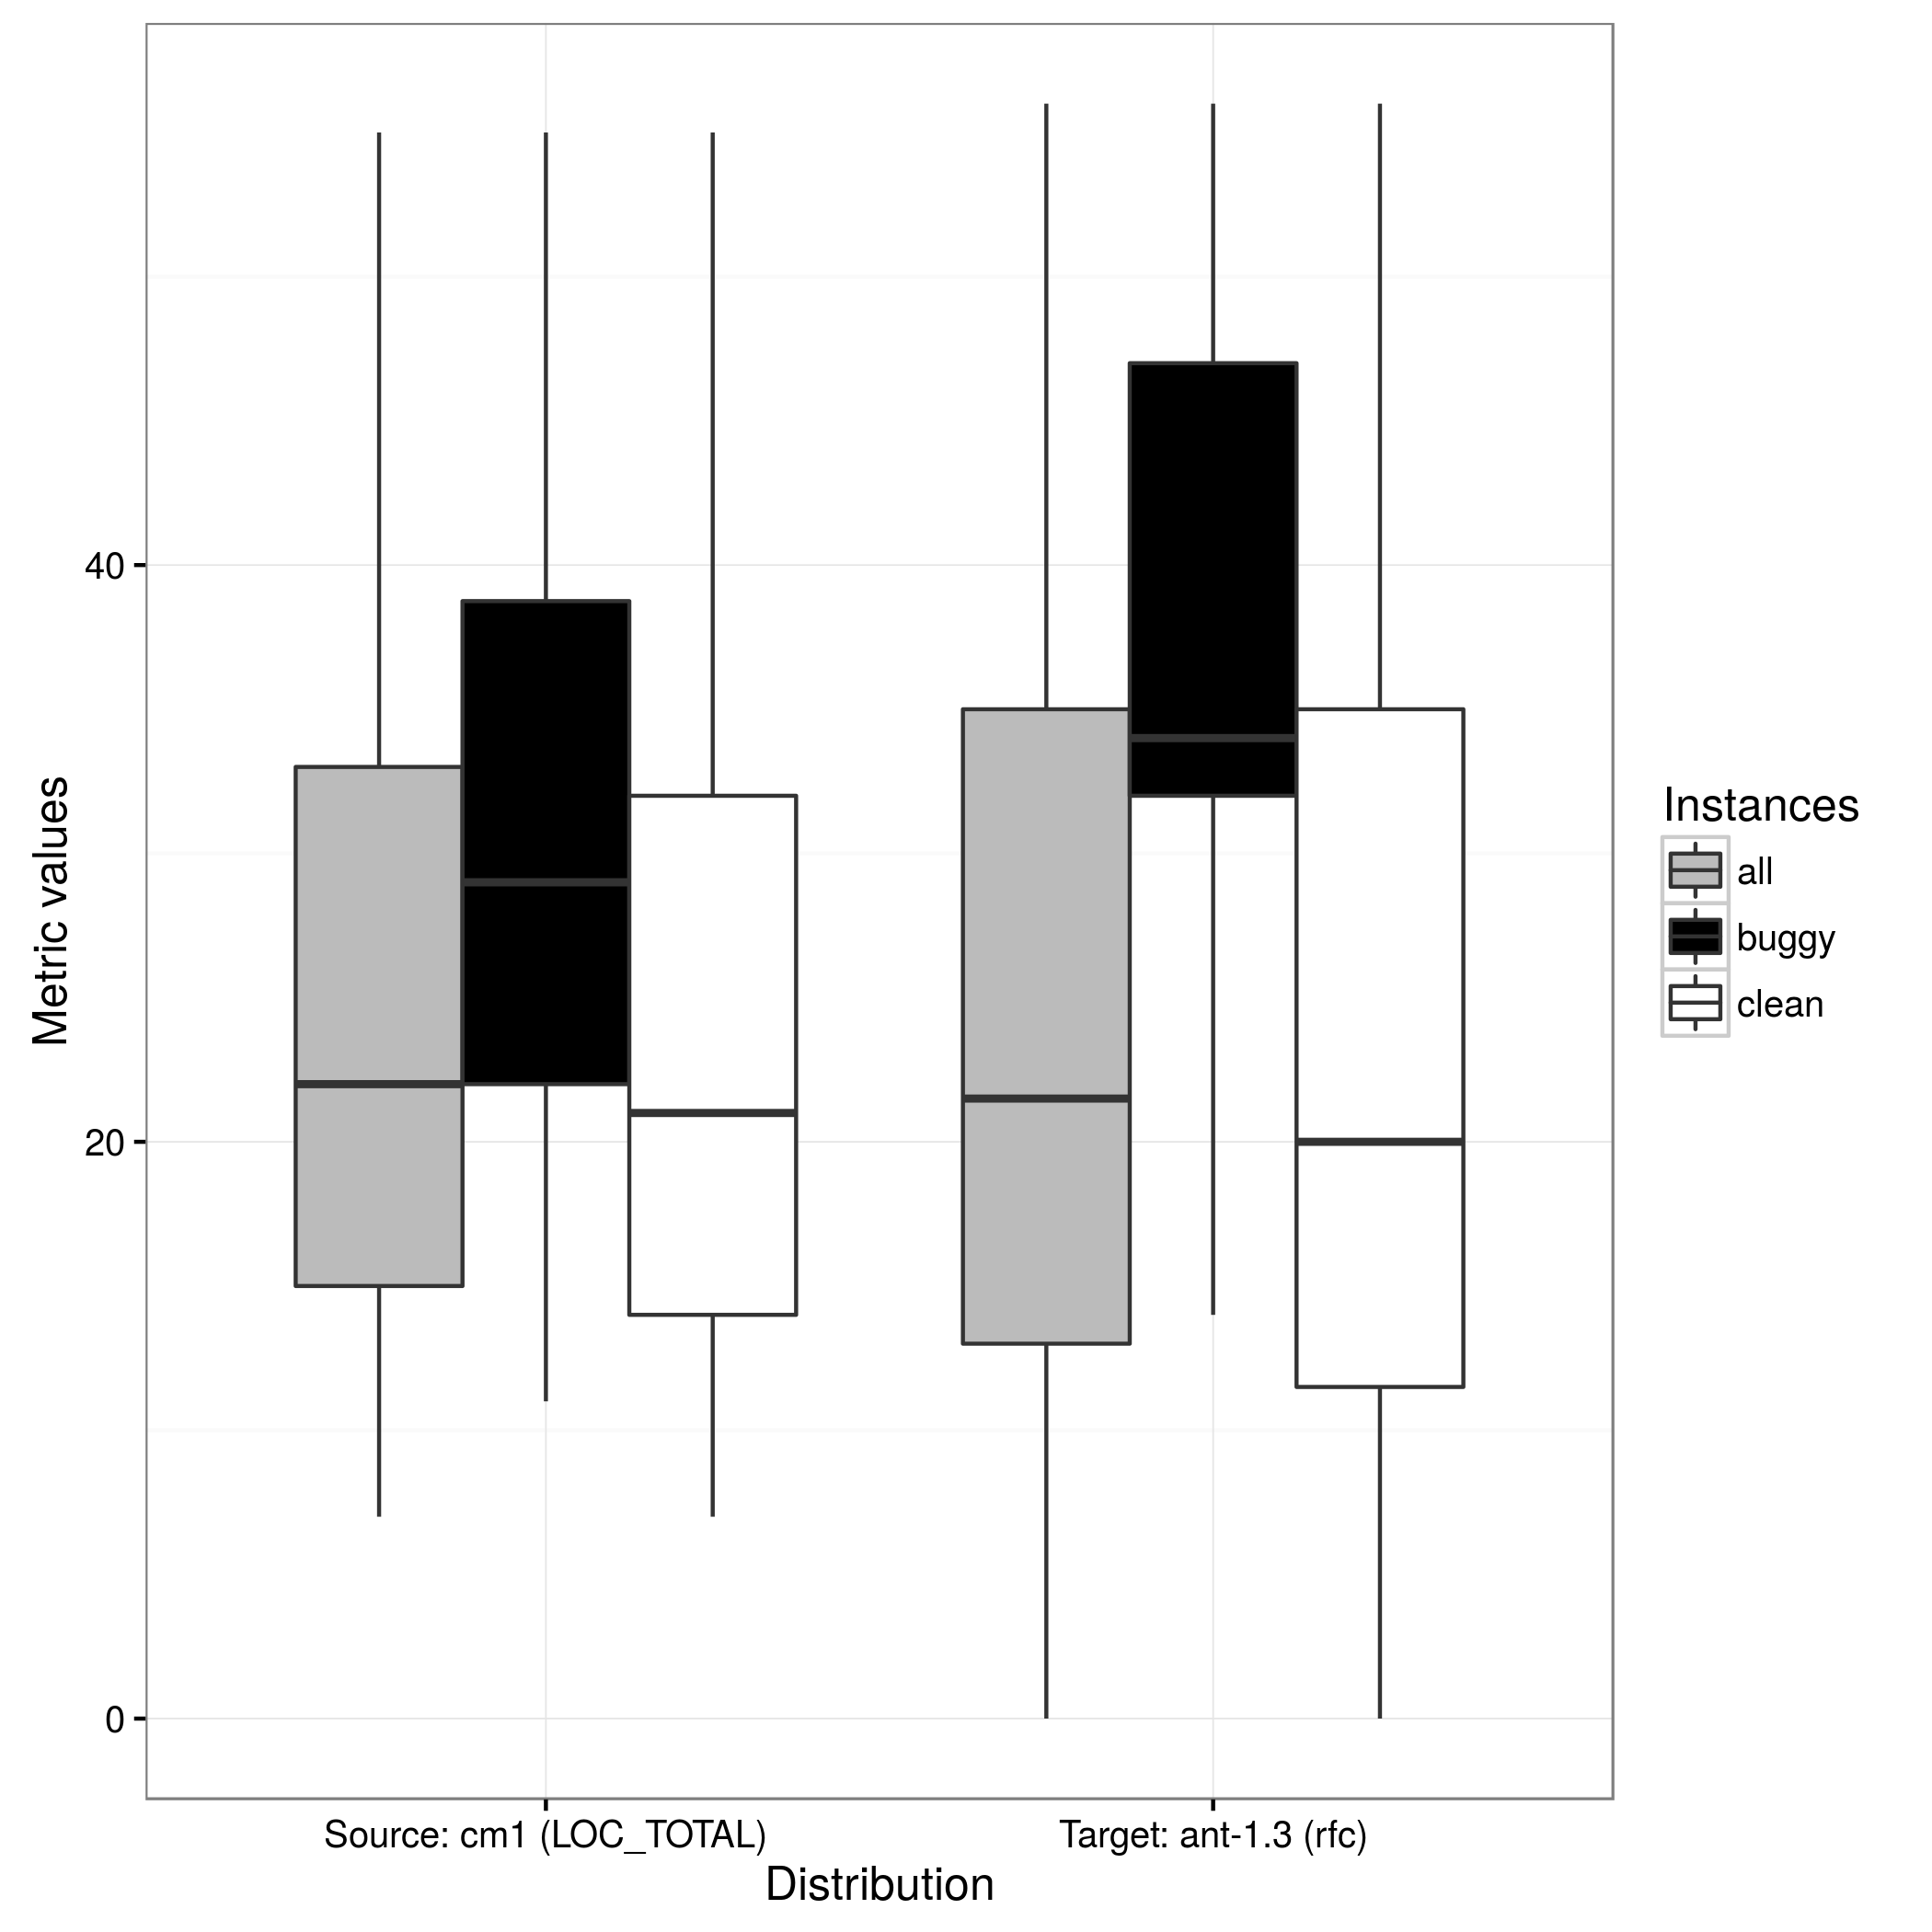 Metric values
40
20
0
Source: cm1 (LOC_TOTAL)
Target: ant-1.3 (rfc)
Distribution
Instances
all
buggy
clean